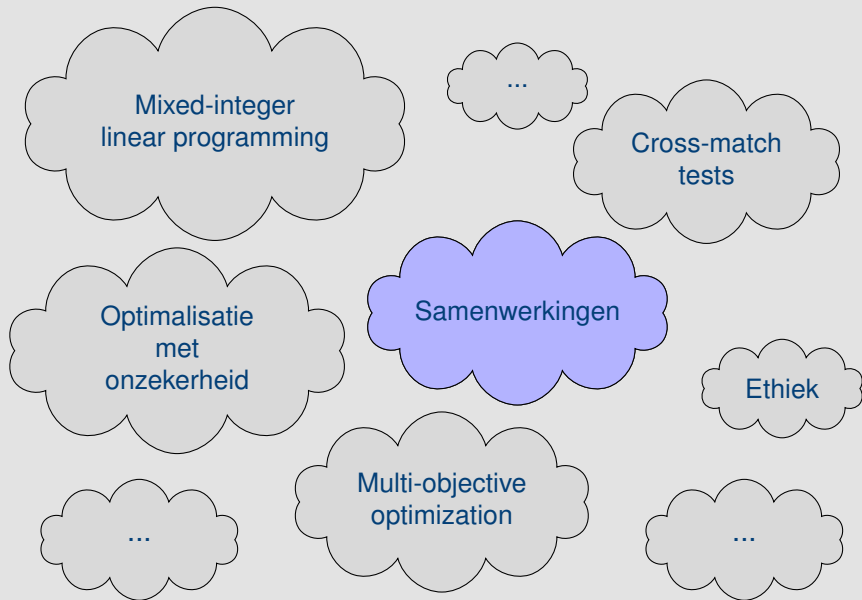 Mixed-integer
linear programming
...
Cross-match
tests
Samenwerkingen
Optimalisatie
met
onzekerheid
Ethiek
Multi-objective
optimization
...
...